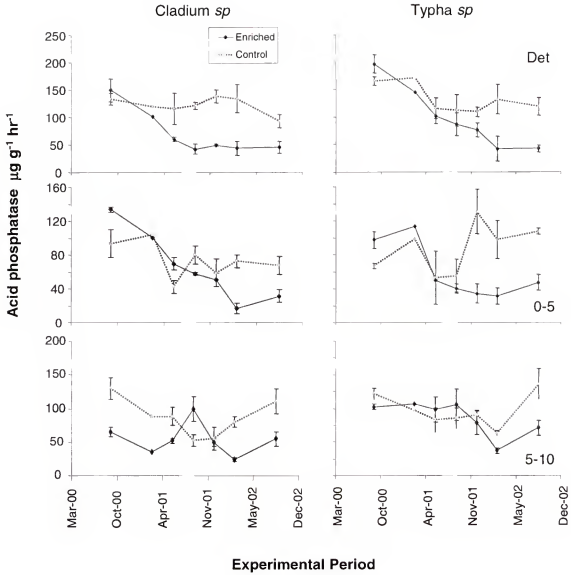 Cladium sp
Typha sp
Enriched
Control
Det
250
200
150
100
50
0
Acid phosphatase µg g⁻¹ hr⁻¹
160
120
80
40
0
0-5
200
150
100
50
0
5-10
Mar-00
Oct-00
Apr-01
Nov-01
May-02
Dec-02
Mar-00
Oct-00
Apr-01
Nov-01
May-02
Dec-02
Experimental Period